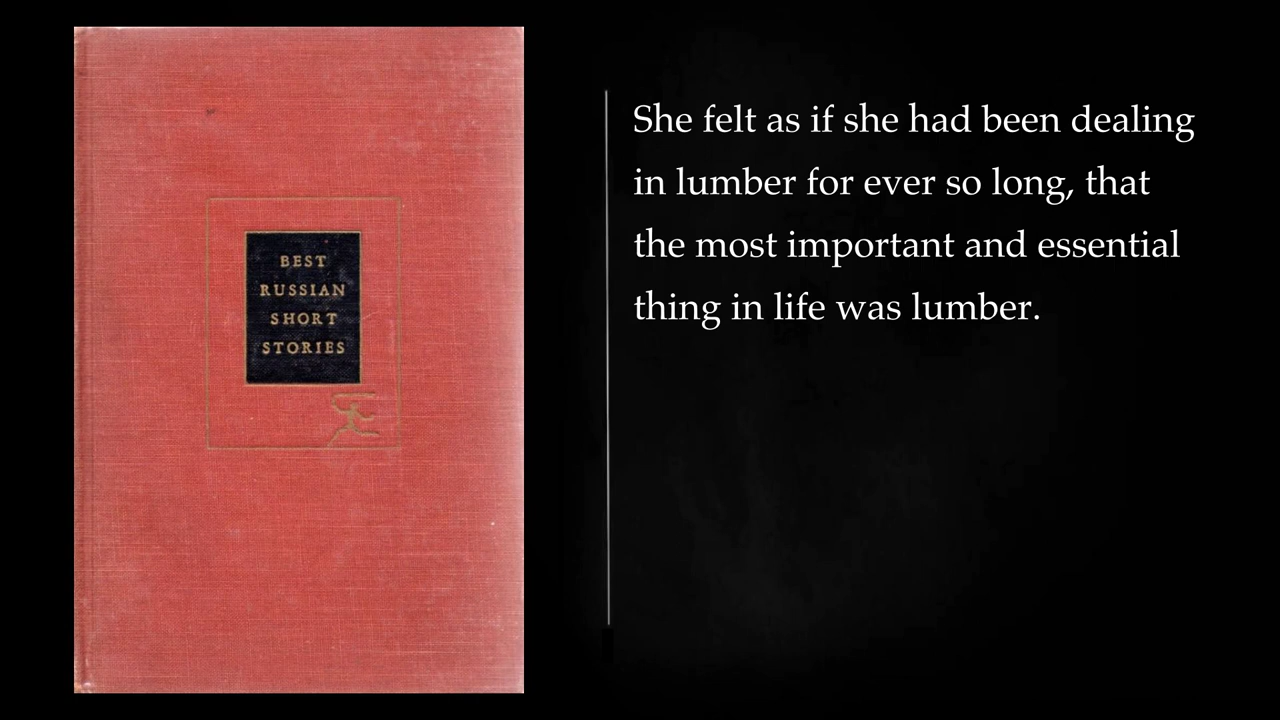 BEST
RUSSIAN
SHORT
STORIES
She felt as if she had been dealing
in lumber for ever so long, that
the most important and essential
thing in life was lumber.